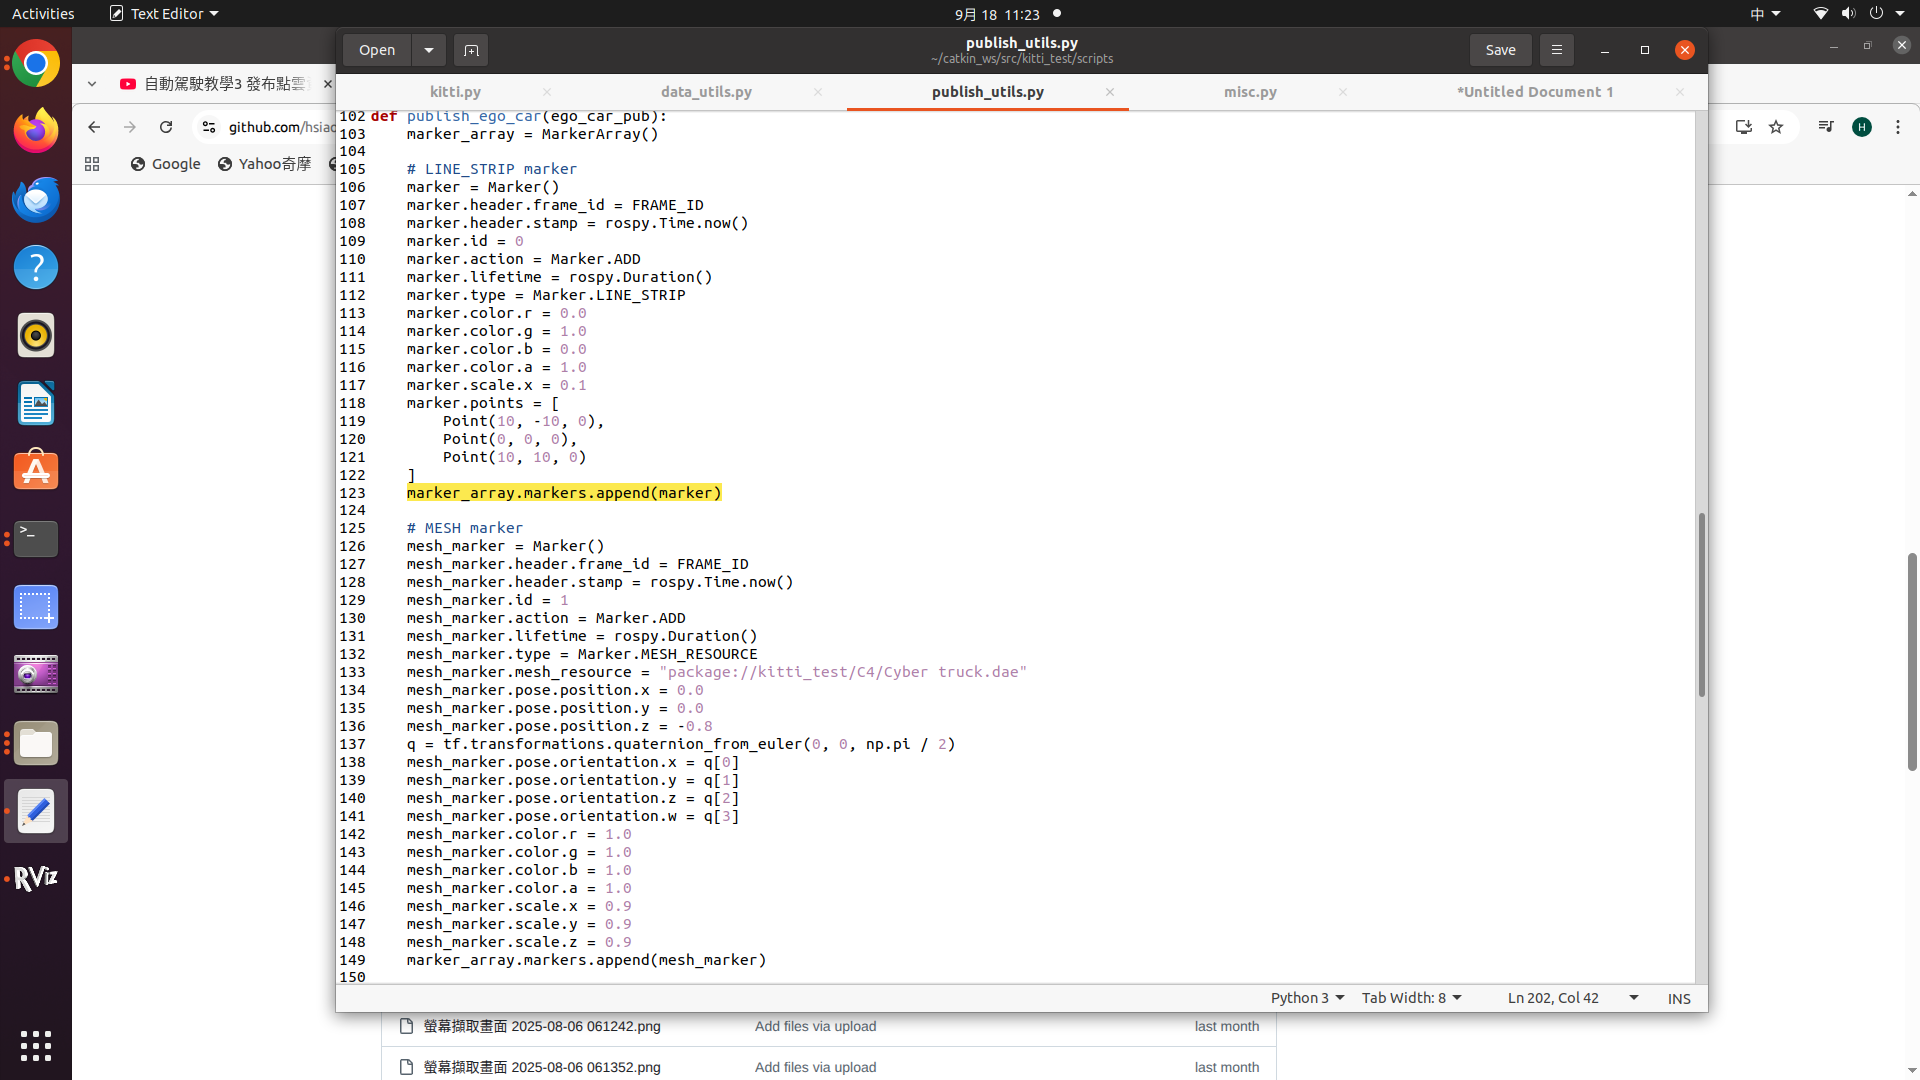 Activities
Text Editor
9月 18 11:23
中
Open
publish_utils.py
~/catkin_ws/src/kitti_test/scripts
Save
自動駕駛教學3 發布點雲
kitti.py
data_utils.py
publish_utils.py
misc.py
*Untitled Document 1
github.com/hsiao
H
Google
Yahoo奇摩
102 def publish_ego_car(ego_car_pub):
103     marker_array = MarkerArray()
104
105     # LINE_STRIP marker
106     marker = Marker()
107     marker.header.frame_id = FRAME_ID
108     marker.header.stamp = rospy.Time.now()
109     marker.id = 0
110     marker.action = Marker.ADD
111     marker.lifetime = rospy.Duration()
112     marker.type = Marker.LINE_STRIP
113     marker.color.r = 0.0
114     marker.color.g = 1.0
115     marker.color.b = 0.0
116     marker.color.a = 1.0
117     marker.scale.x = 0.1
118     marker.points = [
119         Point(10, -10, 0),
120         Point(0, 0, 0),
121         Point(10, 10, 0)
122     ]
123     marker_array.markers.append(marker)
124
125     # MESH marker
126     mesh_marker = Marker()
127     mesh_marker.header.frame_id = FRAME_ID
128     mesh_marker.header.stamp = rospy.Time.now()
129     mesh_marker.id = 1
130     mesh_marker.action = Marker.ADD
131     mesh_marker.lifetime = rospy.Duration()
132     mesh_marker.type = Marker.MESH_RESOURCE
133     mesh_marker.mesh_resource = "package://kitti_test/C4/Cyber truck.dae"
134     mesh_marker.pose.position.x = 0.0
135     mesh_marker.pose.position.y = 0.0
136     mesh_marker.pose.position.z = -0.8
137     q = tf.transformations.quaternion_from_euler(0, 0, np.pi / 2)
138     mesh_marker.pose.orientation.x = q[0]
139     mesh_marker.pose.orientation.y = q[1]
140     mesh_marker.pose.orientation.z = q[2]
141     mesh_marker.pose.orientation.w = q[3]
142     mesh_marker.color.r = 1.0
143     mesh_marker.color.g = 1.0
144     mesh_marker.color.b = 1.0
145     mesh_marker.color.a = 1.0
146     mesh_marker.scale.x = 0.9
147     mesh_marker.scale.y = 0.9
148     mesh_marker.scale.z = 0.9
149     marker_array.markers.append(mesh_marker)
150
RViz
Python 3
Tab Width: 8
Ln 202, Col 42
INS
螢幕擷取畫面 2025-08-06 061242.png
Add files via upload
last month
螢幕擷取畫面 2025-08-06 061352.png
Add files via upload
last month